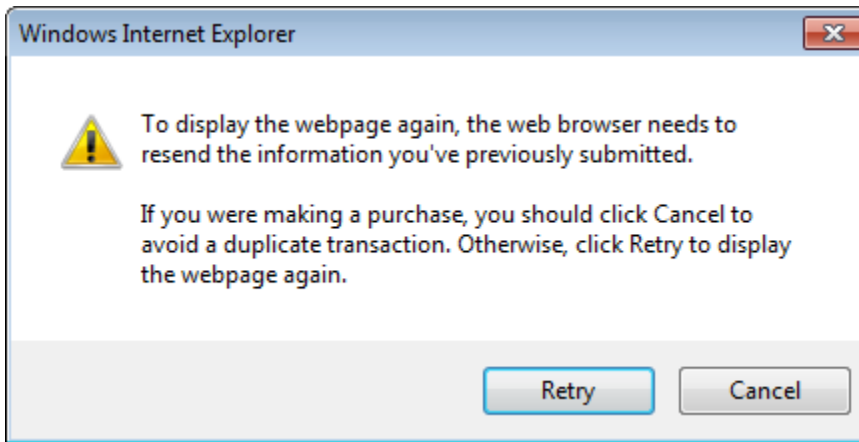 Windows Internet Explorer
To display the webpage again, the web browser needs to
resend the information you've previously submitted.
If you were making a purchase, you should click Cancel to
avoid a duplicate transaction. Otherwise, click Retry to display
the webpage again.
Retry Cancel